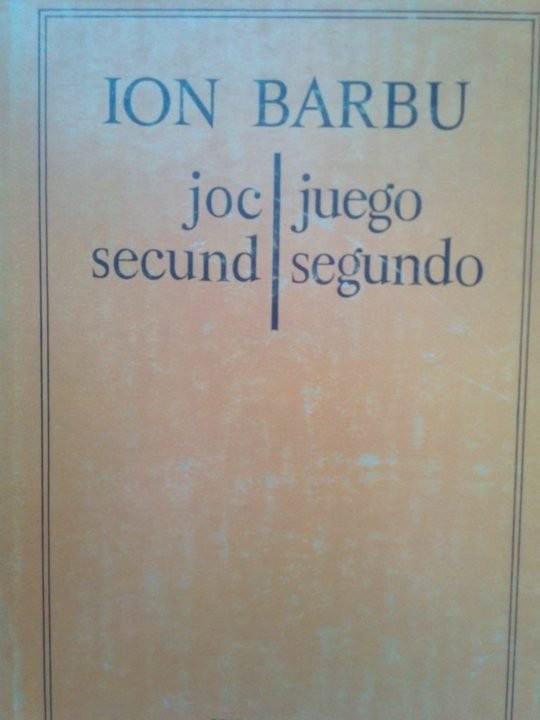 ION BARBU
joc | juego
secund | segundo